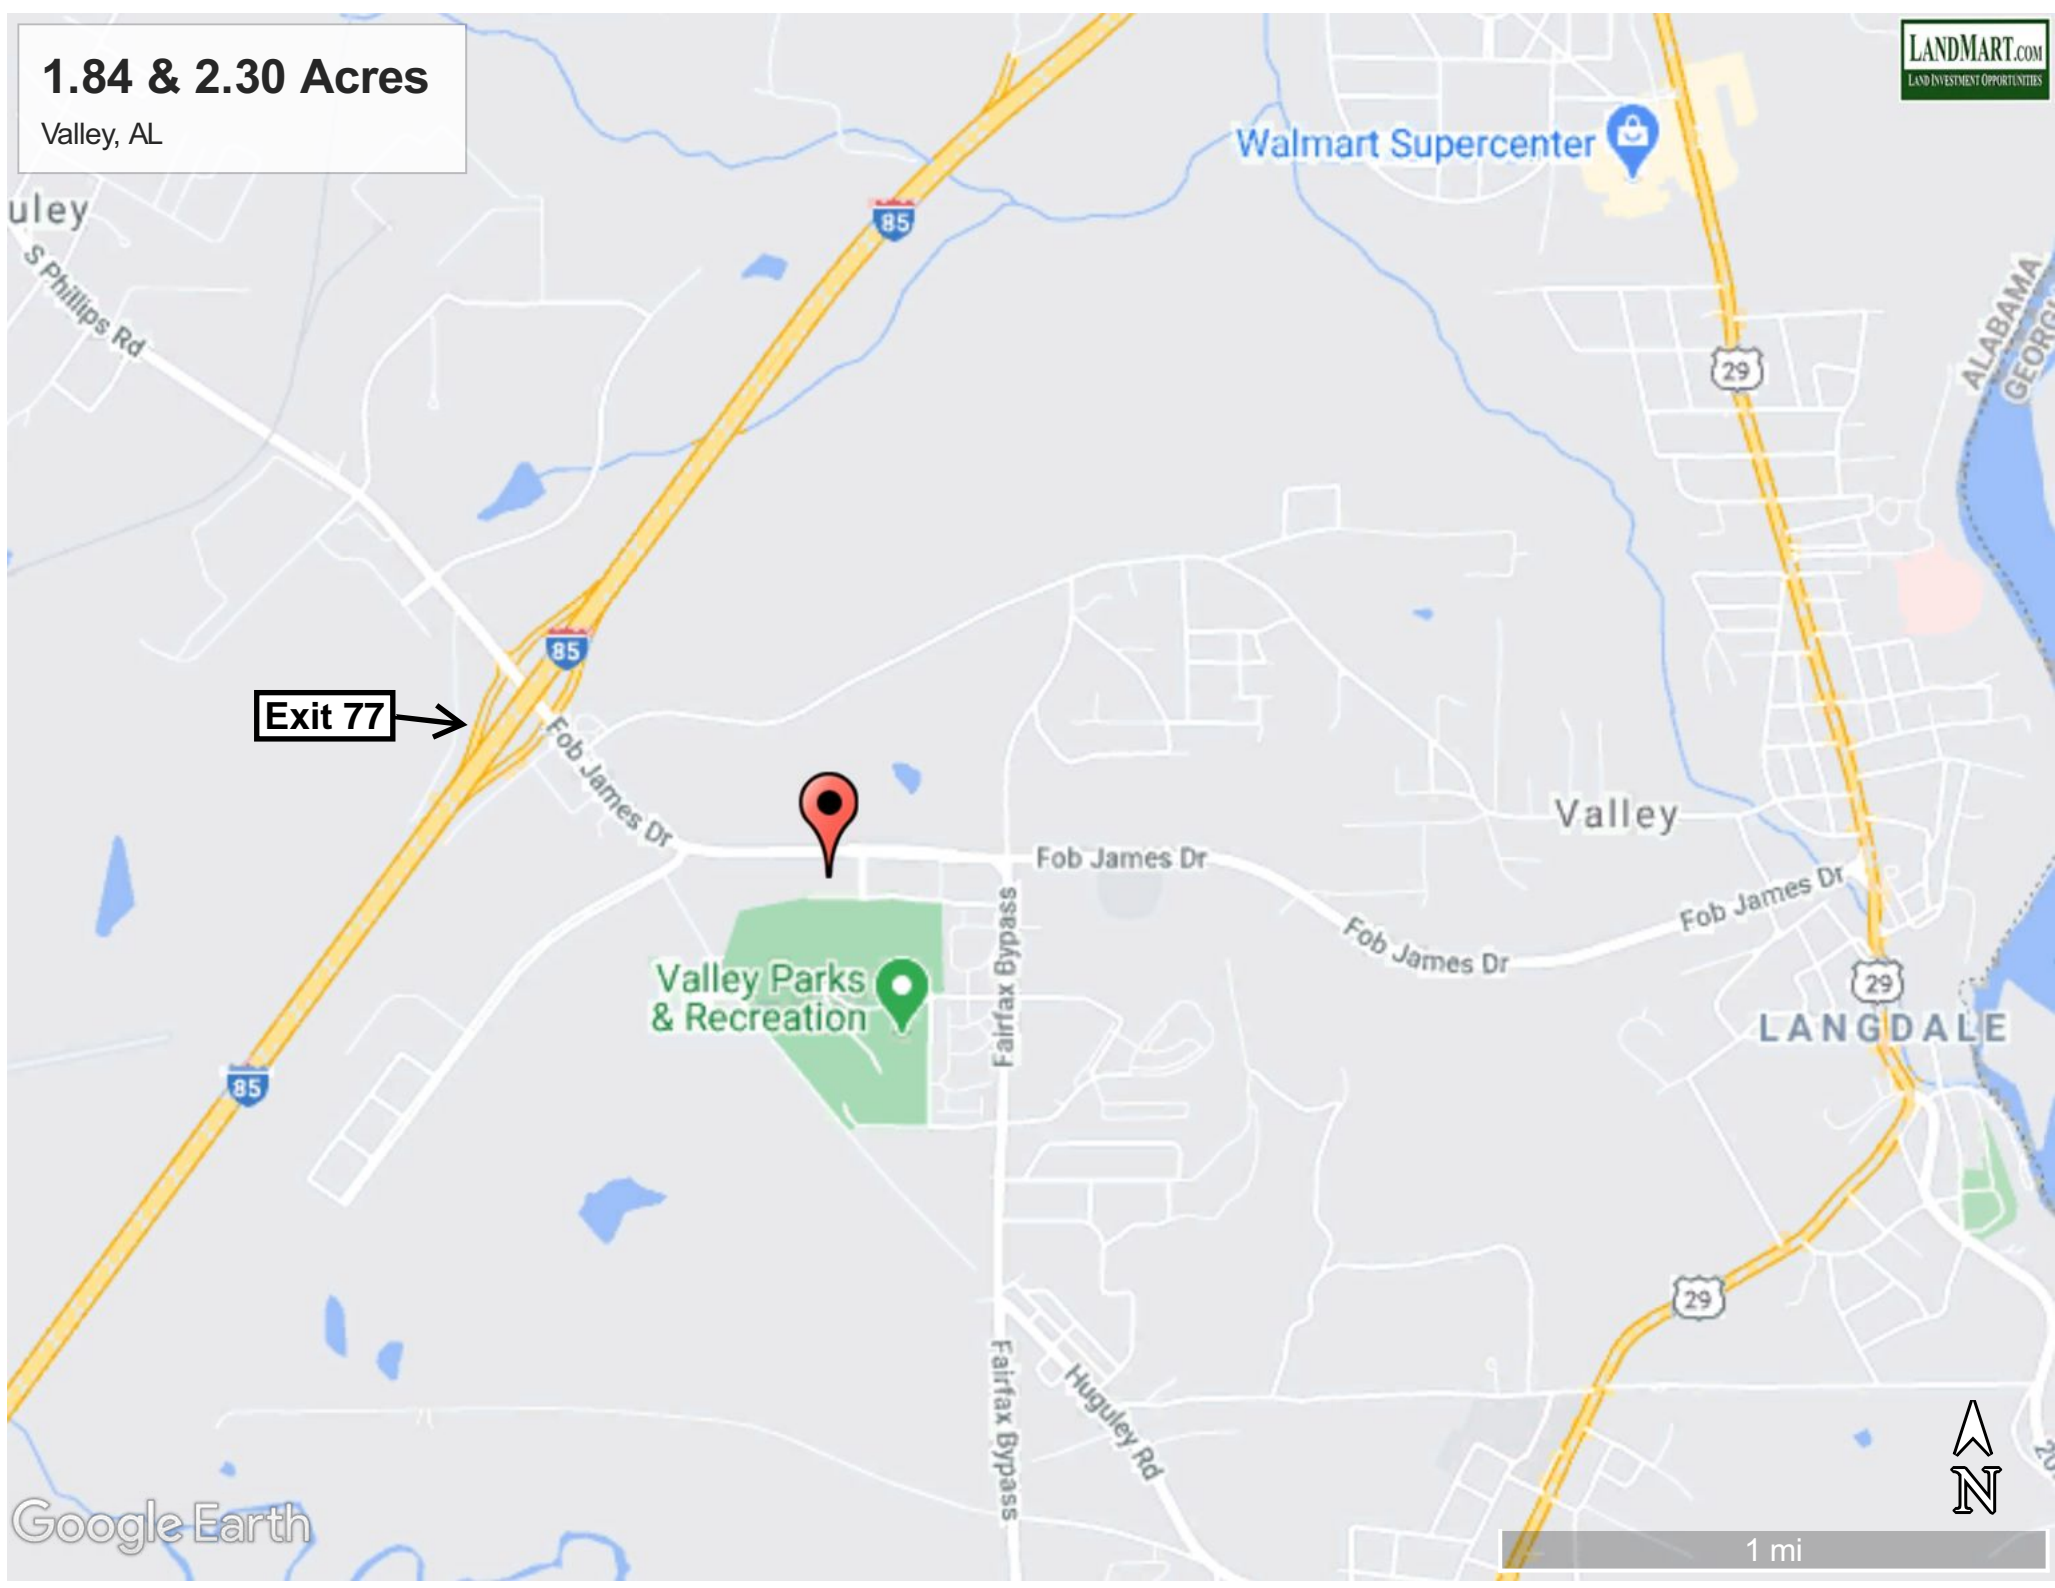 1.84 & 2.30 Acres
Valley, AL
LANDMART.COM
LAND INVESTMENT OPPORTUNITIES
Walmart Supercenter
uley
85
S Phillips Rd
ALABAMA
29
85
Exit 77
Fob James Dr
Valley
Fob James Dr
Fob James Dr
Fob James Dr
Fairfax Bypass
Valley Parks
& Recreation
29
LANGDALE
85
29
Fairfax Bypass
Huguley Rd
N
Google Earth
1 mi